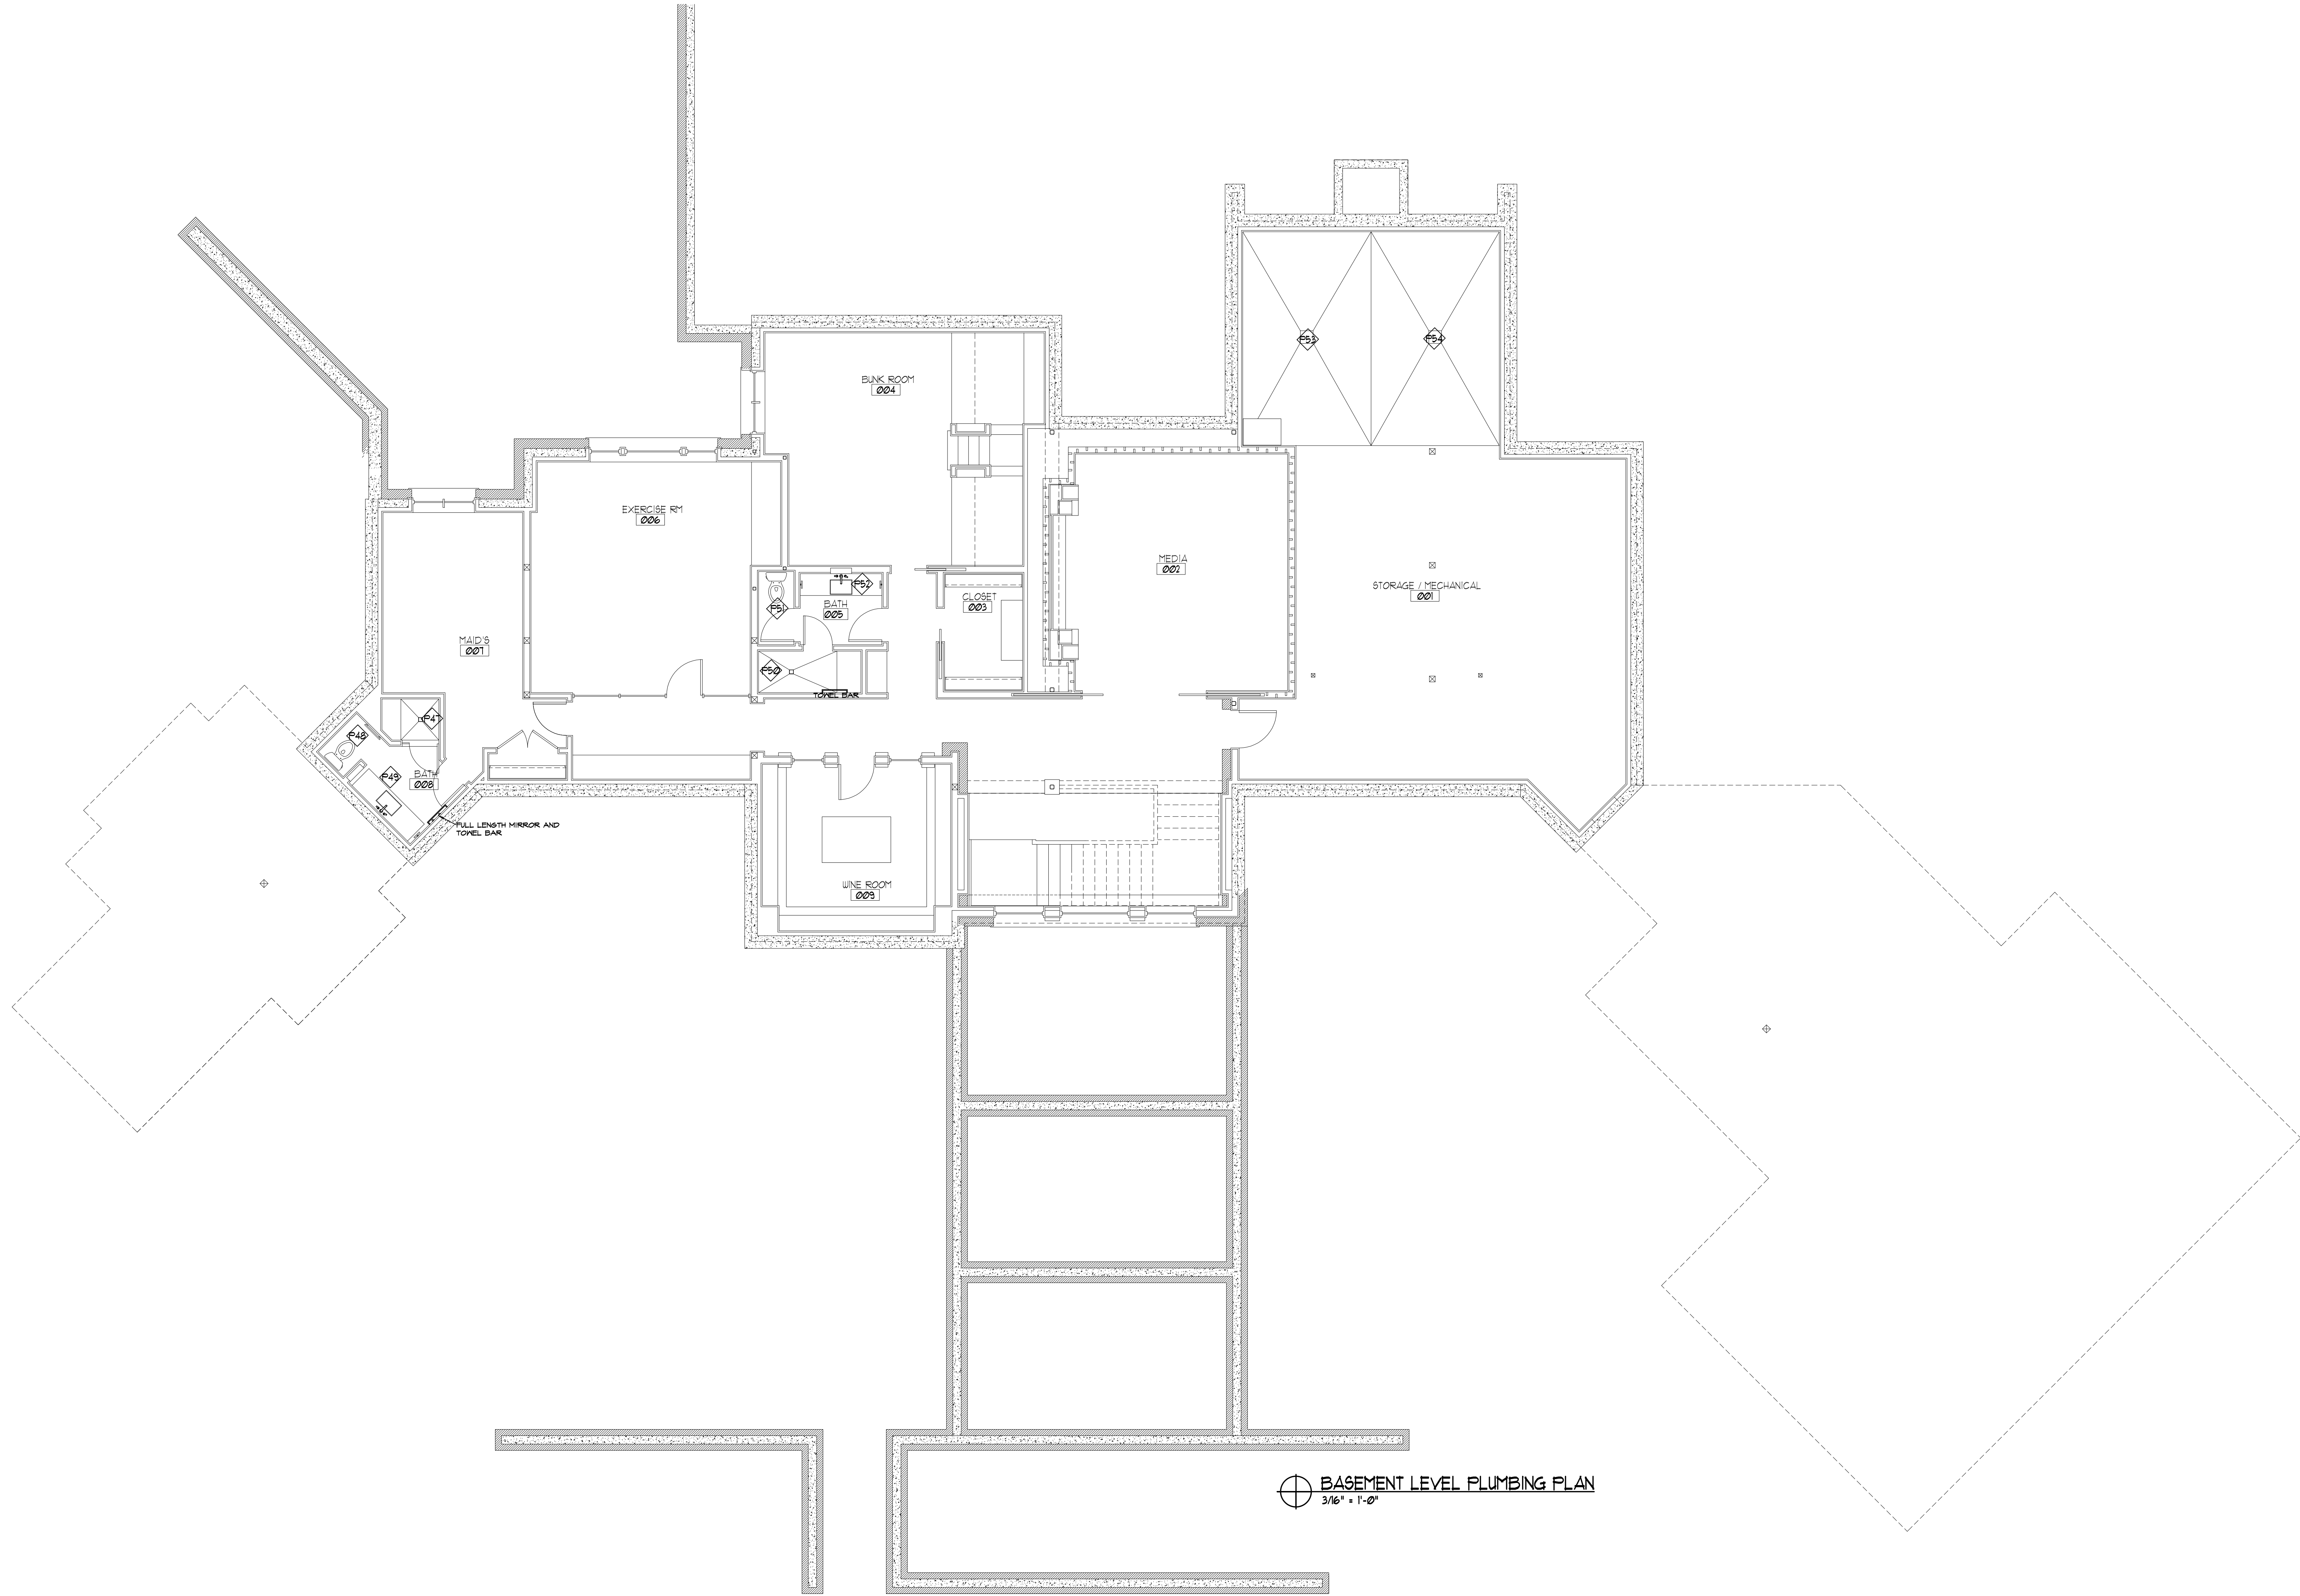 P53
P54
BUNK ROOM
004
EXERCISE RM
006
MEDIA
002
STORAGE / MECHANICAL
001
P52
CLOSET
003
P51
BATH
005
MAID'S
007
P50
TOWEL BAR
P47
P48
P49
BATH
008
FULL LENGTH MIRROR AND
TOWEL BAR
WINE ROOM
009
BASEMENT LEVEL PLUMBING PLAN
3/16" = 1'-0"